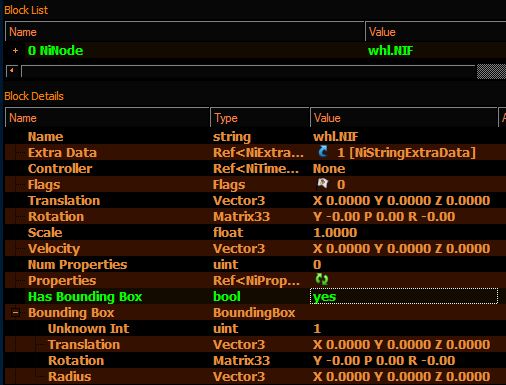 Block List
Name Value
0 NiNode whl.NIF
Block Details
Name Type Value
Name string whl.NIF
Extra Data Ref<NiExtra... 1 [NiStringExtraData]
Controller Ref<NiTime... None
Flags Flags 0
Translation Vector3 X 0.0000 Y 0.0000 Z 0.0000
Rotation Matrix33 Y -0.00 P 0.00 R -0.00
Scale float 1.0000
Velocity Vector3 X 0.0000 Y 0.0000 Z 0.0000
Num Properties uint 0
Properties Ref<NiProp...
Has Bounding Box bool yes
Bounding Box BoundingBox
Unknown Int uint 1
Translation Vector3 X 0.0000 Y 0.0000 Z 0.0000
Rotation Matrix33 Y -0.00 P 0.00 R -0.00
Radius Vector3 X 0.0000 Y 0.0000 Z 0.0000